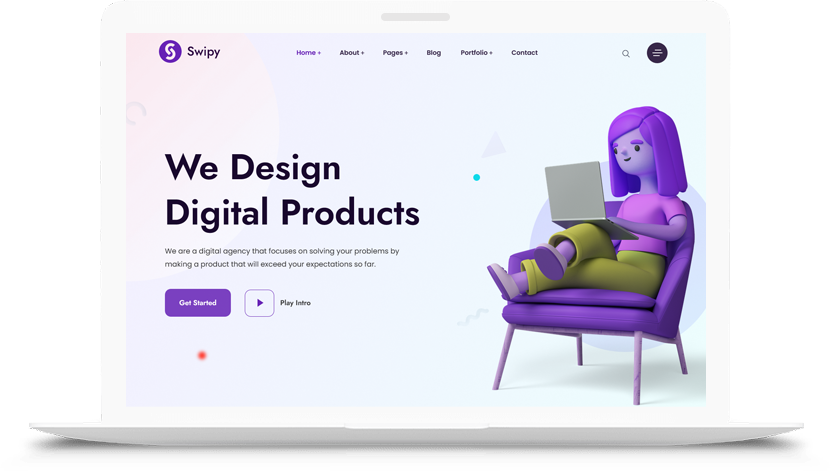 Swipy
Home + About + Pages + Blog Portfolio + Contact
We Design
Digital Products
We are a digital agency that focuses on solving your problems by
making a product that will exceed your expectations so far.
Get Started Play Intro